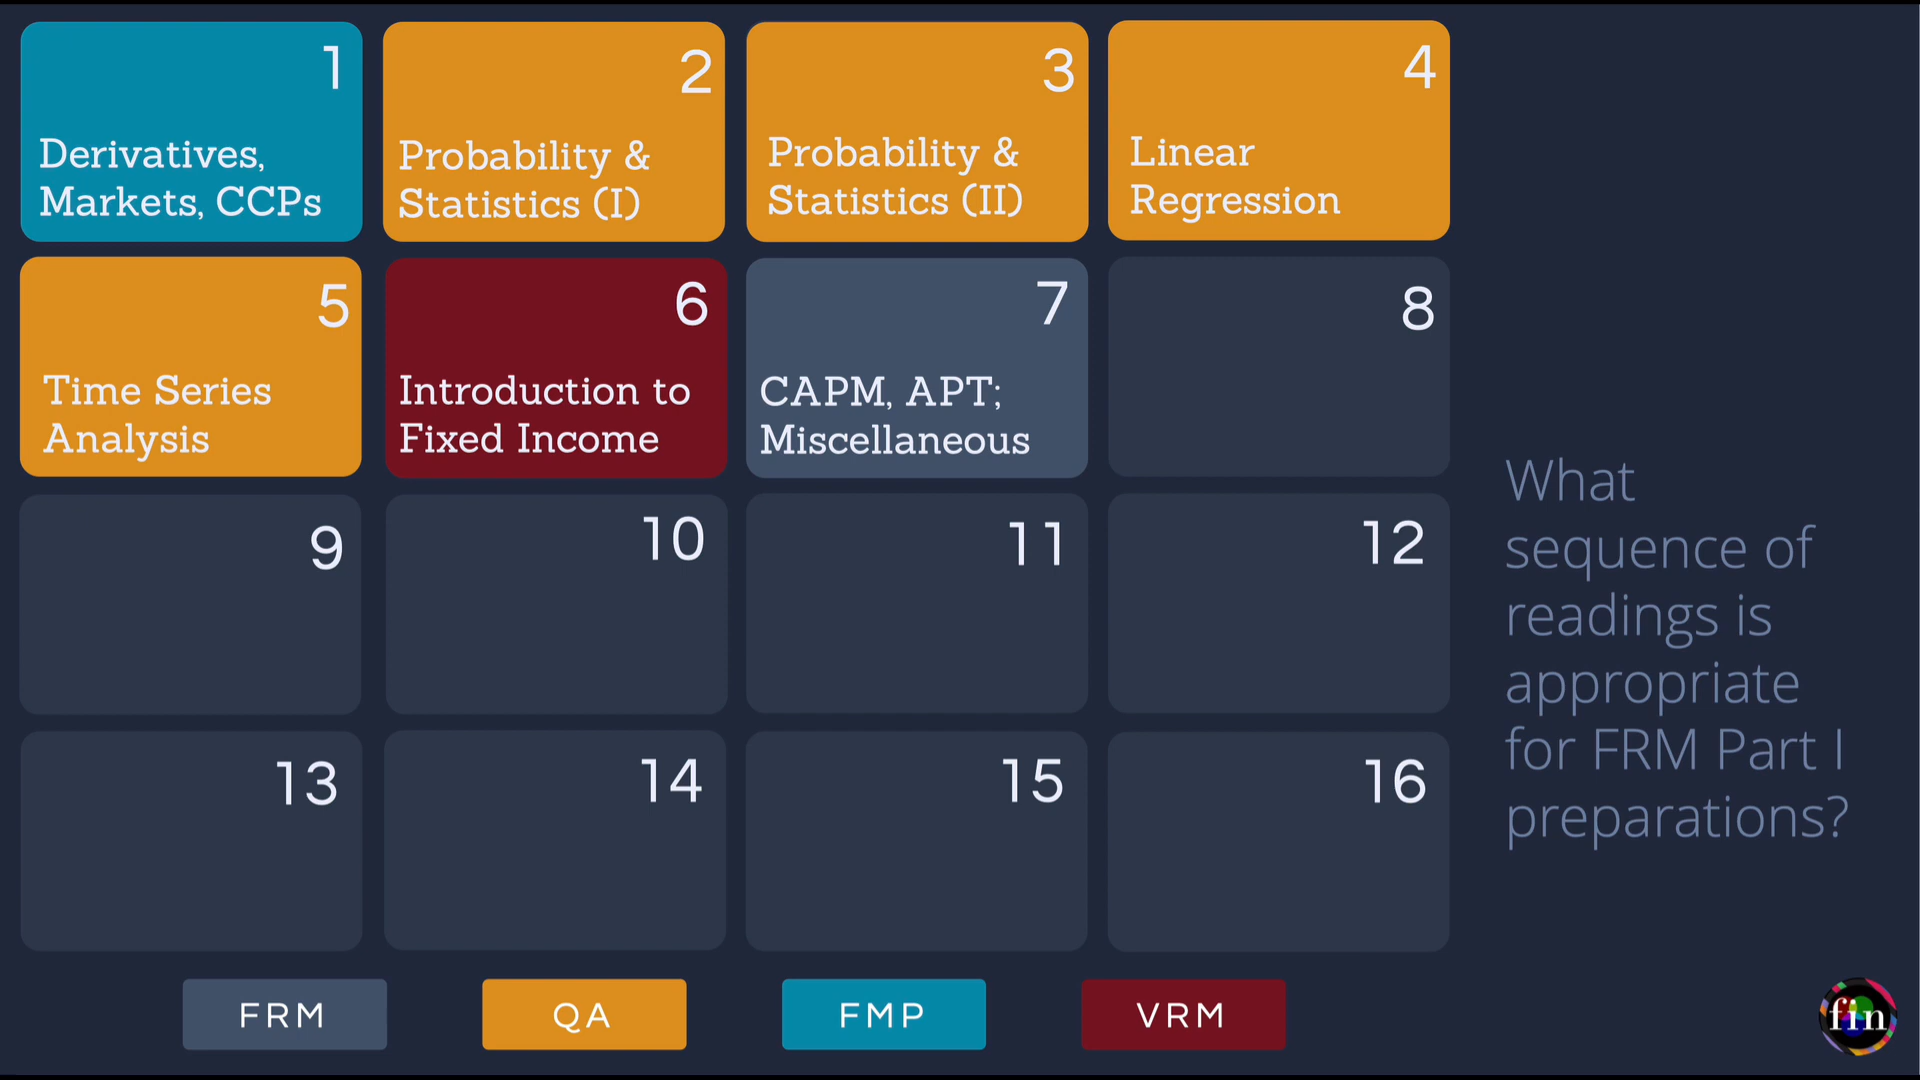 1
Derivatives,
Markets, CCPs
2
Probability &
Statistics (I)
3
Probability &
Statistics (II)
4
Linear
Regression
5
Time Series
Analysis
6
Introduction to
Fixed Income
7
CAPM, APT;
Miscellaneous
8
9
10
11
12
13
14
15
16
What
sequence of
readings is
appropriate
for FRM Part I
preparations?
FRM
QA
FMP
VRM
fin